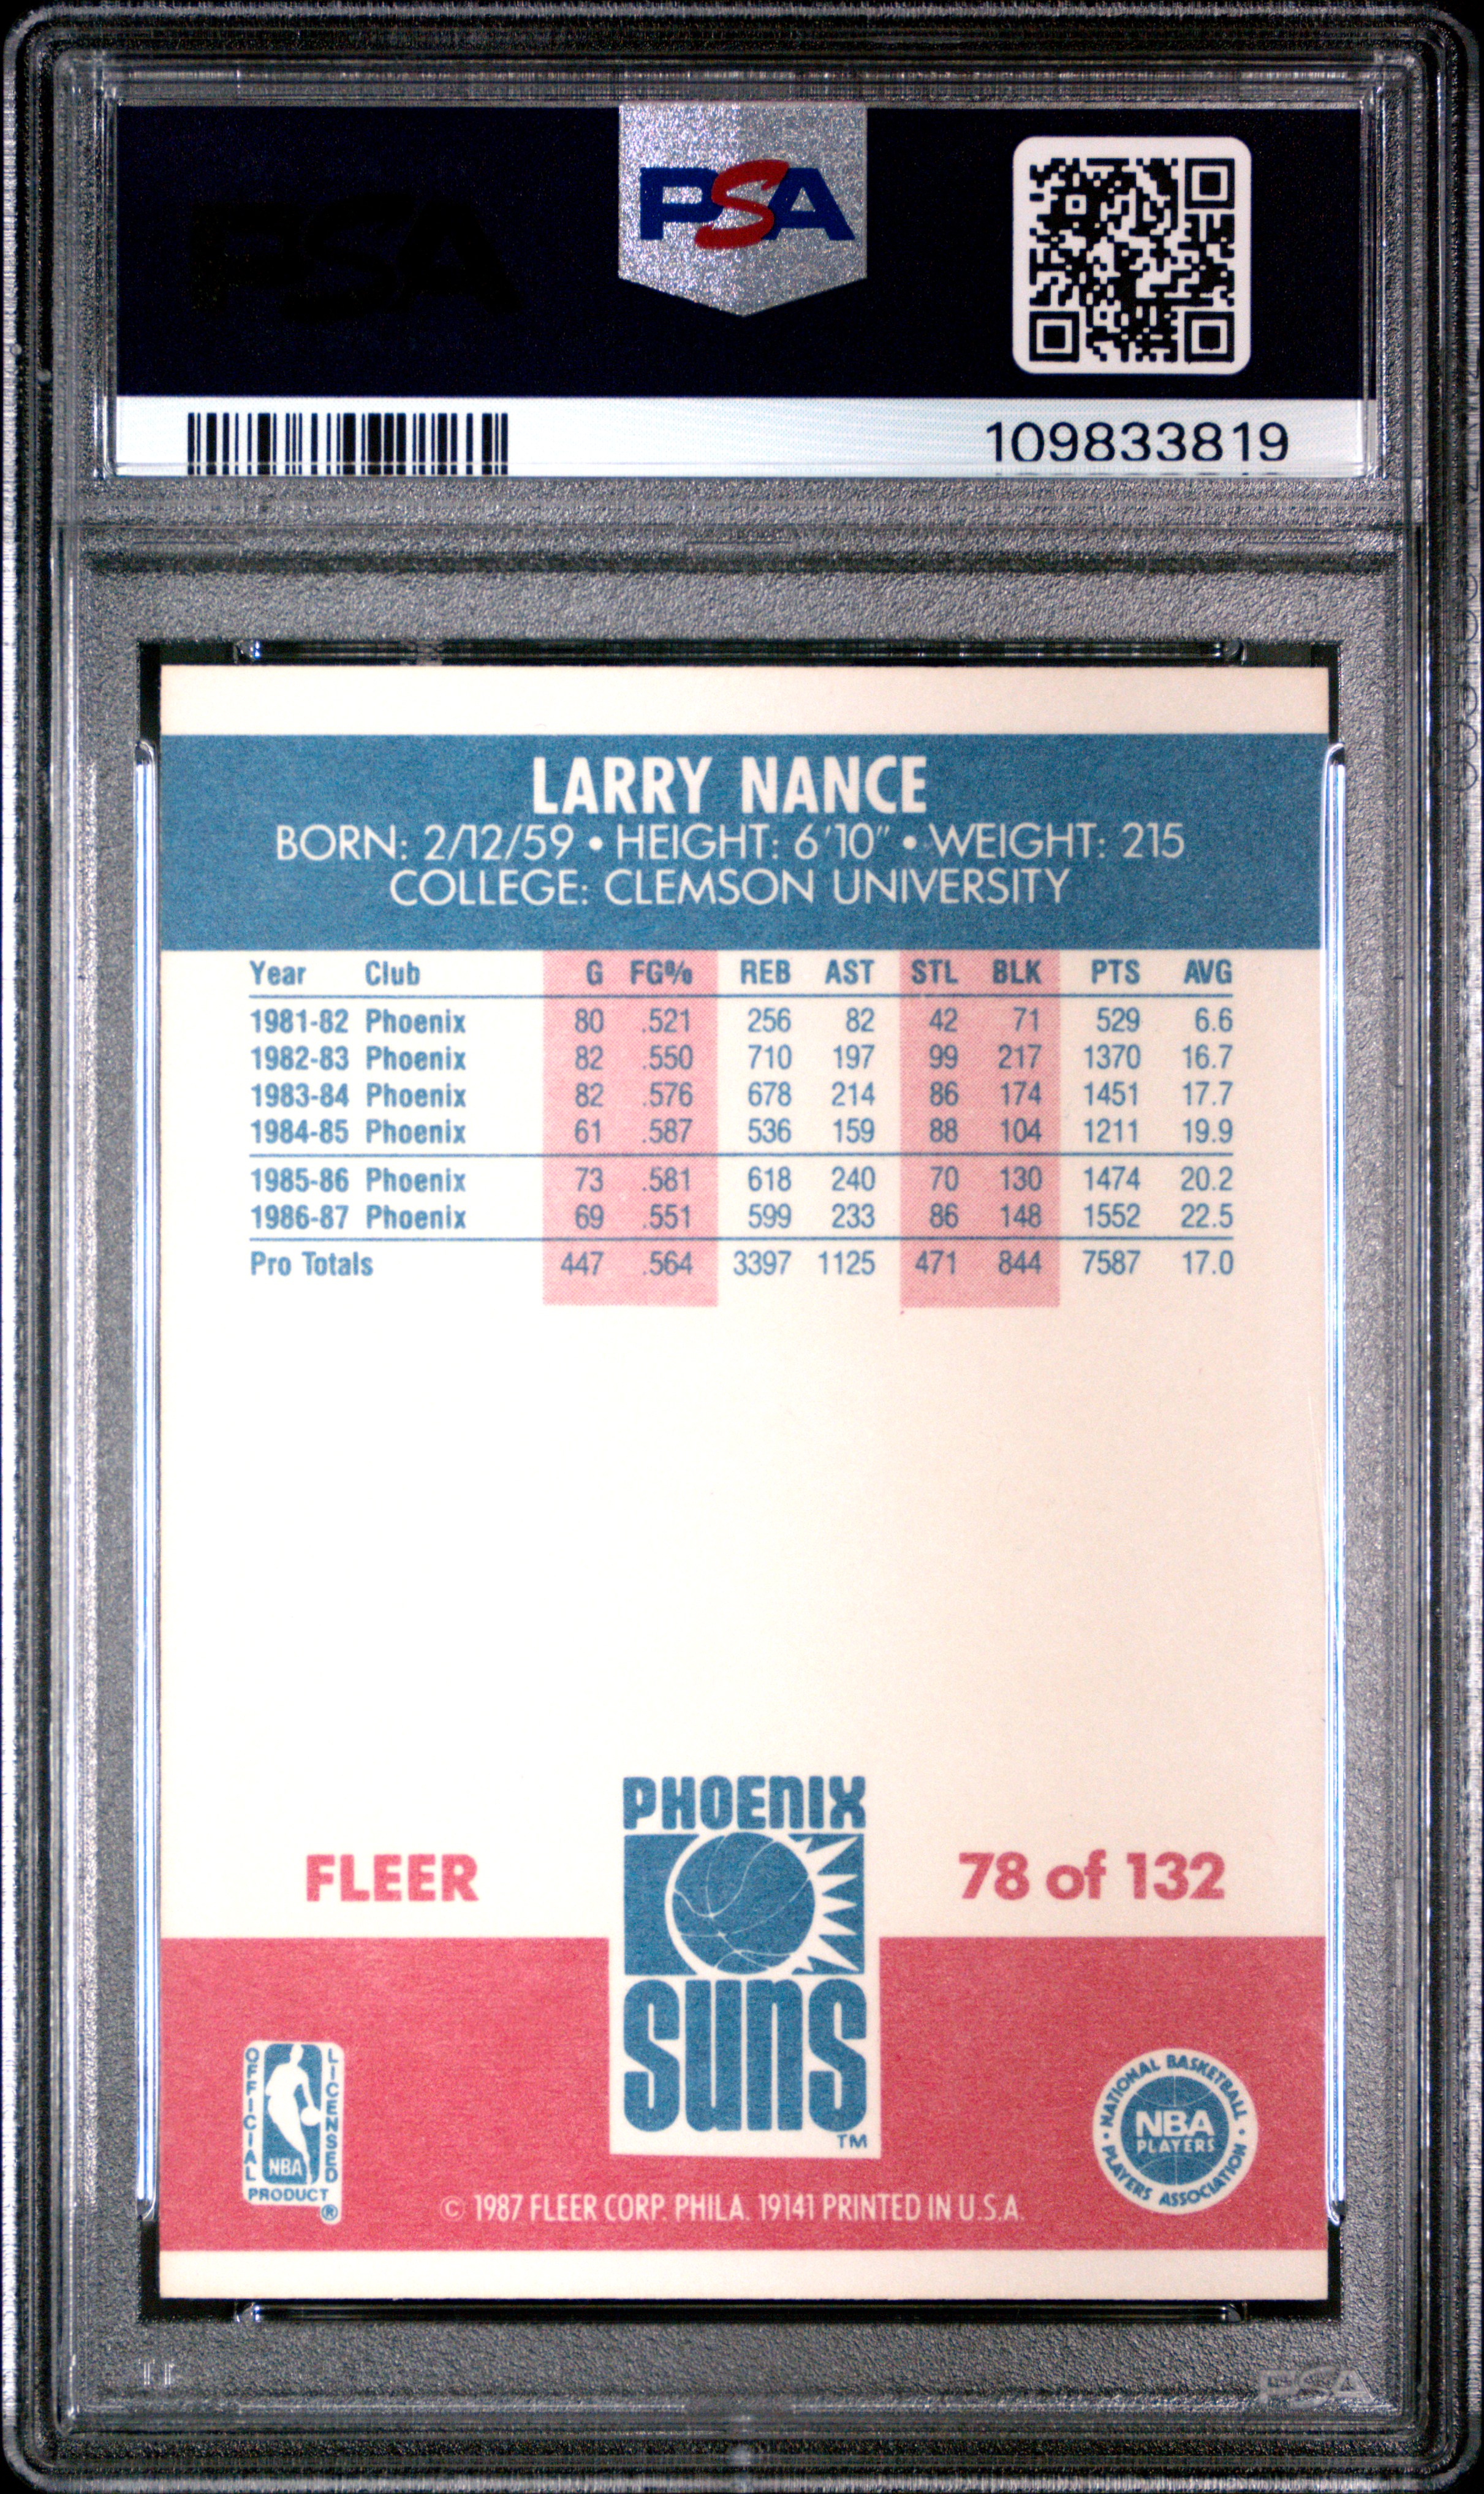 PSA
109833819
LARRY NANCE
BORN: 2/12/59 • HEIGHT: 6'10" • WEIGHT: 215
COLLEGE: CLEMSON UNIVERSITY
Year Club G FG% REB AST STL BLK PTS AVG
1981-82 Phoenix 80 .521 256 82 42 71 529 6.6
1982-83 Phoenix 82 .550 710 197 99 217 1370 16.7
1983-84 Phoenix 82 .576 678 214 86 174 1451 17.7
1984-85 Phoenix 61 .587 536 159 88 104 1211 19.9
1985-86 Phoenix 73 .581 618 240 70 130 1474 20.2
1986-87 Phoenix 69 .551 599 233 86 148 1552 22.5
Pro Totals 447 .564 3397 1125 471 844 7587 17.0
PHOENIX
FLEER
78 of 132
SUNS
TM
OFFICIAL LICENSED
NBA
PRODUCT
®
• NATIONAL BASKETBALL •
NBA
PLAYERS
PLAYERS ASSOCIATION
© 1987 FLEER CORP. PHILA. 19141 PRINTED IN U.S.A.
PSA